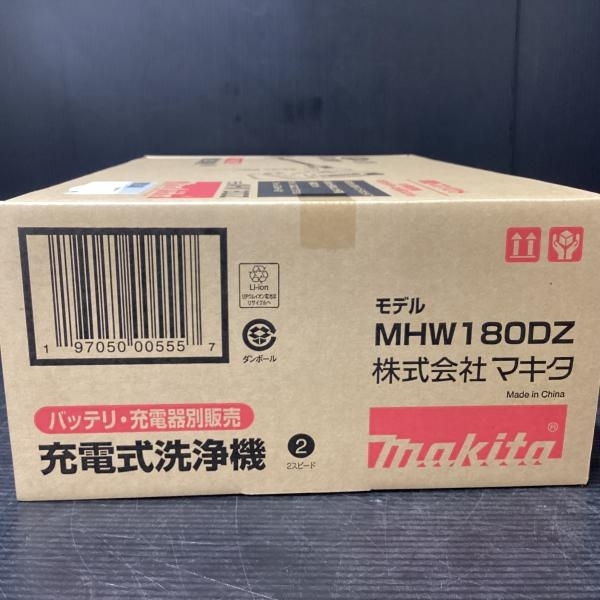 makita
1 97050 00555 7
Li-ion
リチウムイオン電池は
リサイクルへ
ダンボール
モデル
MHW180DZ
株式会社 マキタ
Made in China
バッテリ・充電器別販売
充電式洗浄機
2
2スピード
makita®